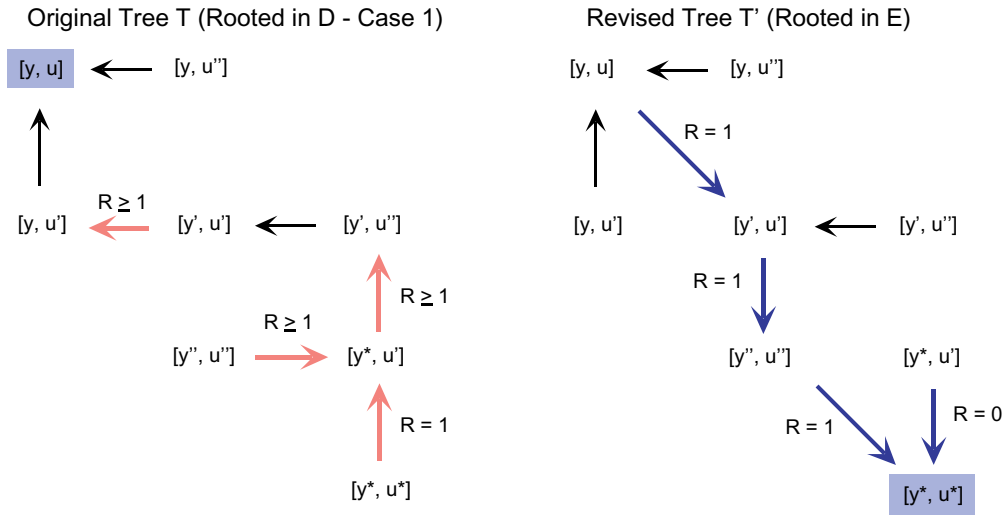 Original Tree T (Rooted in D - Case 1)
Revised Tree T’ (Rooted in E)
[y, u]
[y, u’’]
[y, u]
[y, u’’]
R = 1
R ≥ 1
[y, u’]
[y’, u’]
[y’, u’’]
[y, u’]
[y’, u’]
[y’, u’’]
R ≥ 1
R = 1
R ≥ 1
[y’’, u’’]
[y*, u’]
[y’’, u’’]
[y*, u’]
R = 1
R = 1
R = 0
[y*, u*]
[y*, u*]